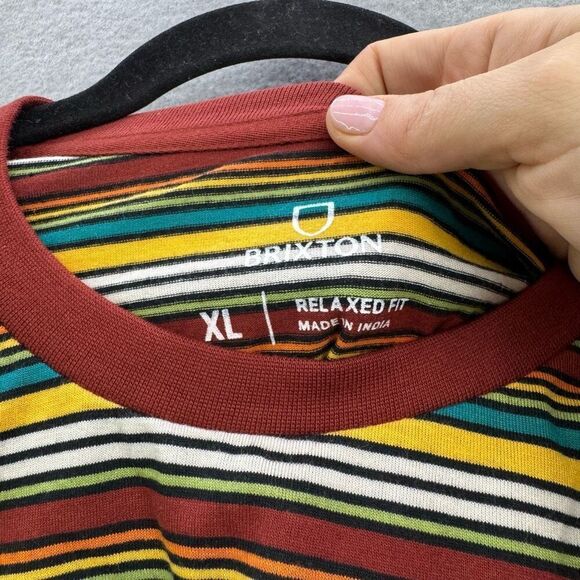 BRIXTON
XL
RELAXED FIT
MADE IN INDIA